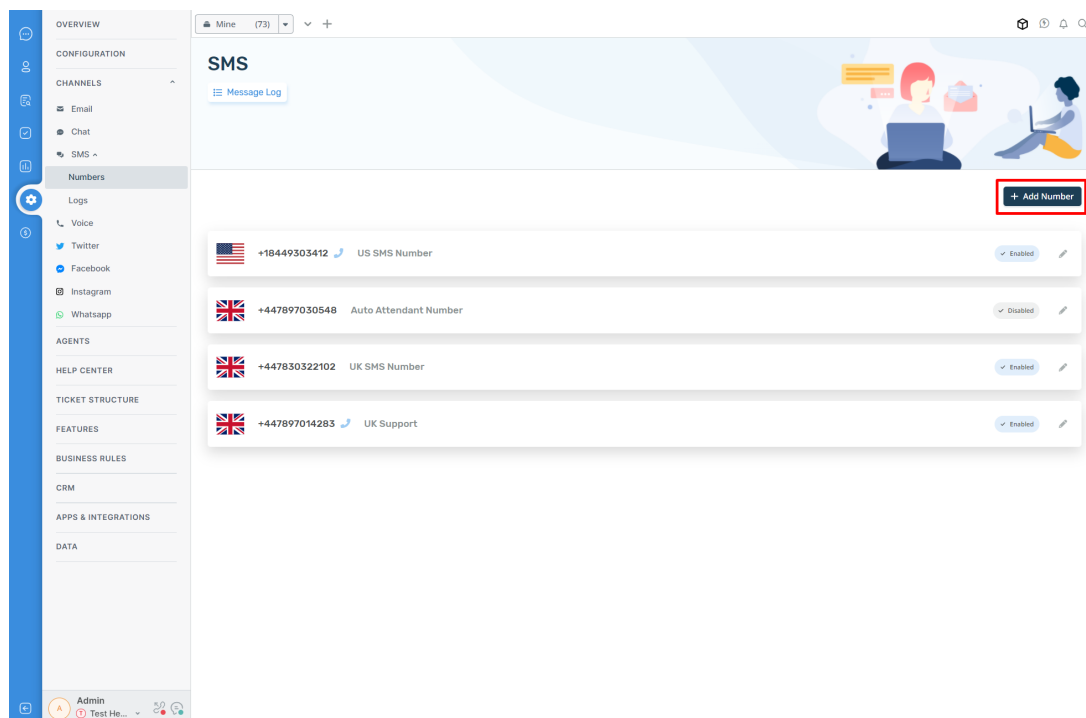 OVERVIEW
CONFIGURATION
CHANNELS
Email
Chat
SMS
Numbers
Logs
Voice
Twitter
Facebook
Instagram
Whatsapp
AGENTS
HELP CENTER
TICKET STRUCTURE
FEATURES
BUSINESS RULES
CRM
APPS & INTEGRATIONS
DATA
A Admin
T Test He...
Mine (73)
SMS
Message Log
+ Add Number
+18449303412 US SMS Number Enabled
+447897030548 Auto Attendant Number Disabled
+447830322102 UK SMS Number Enabled
+447897014283 UK Support Enabled